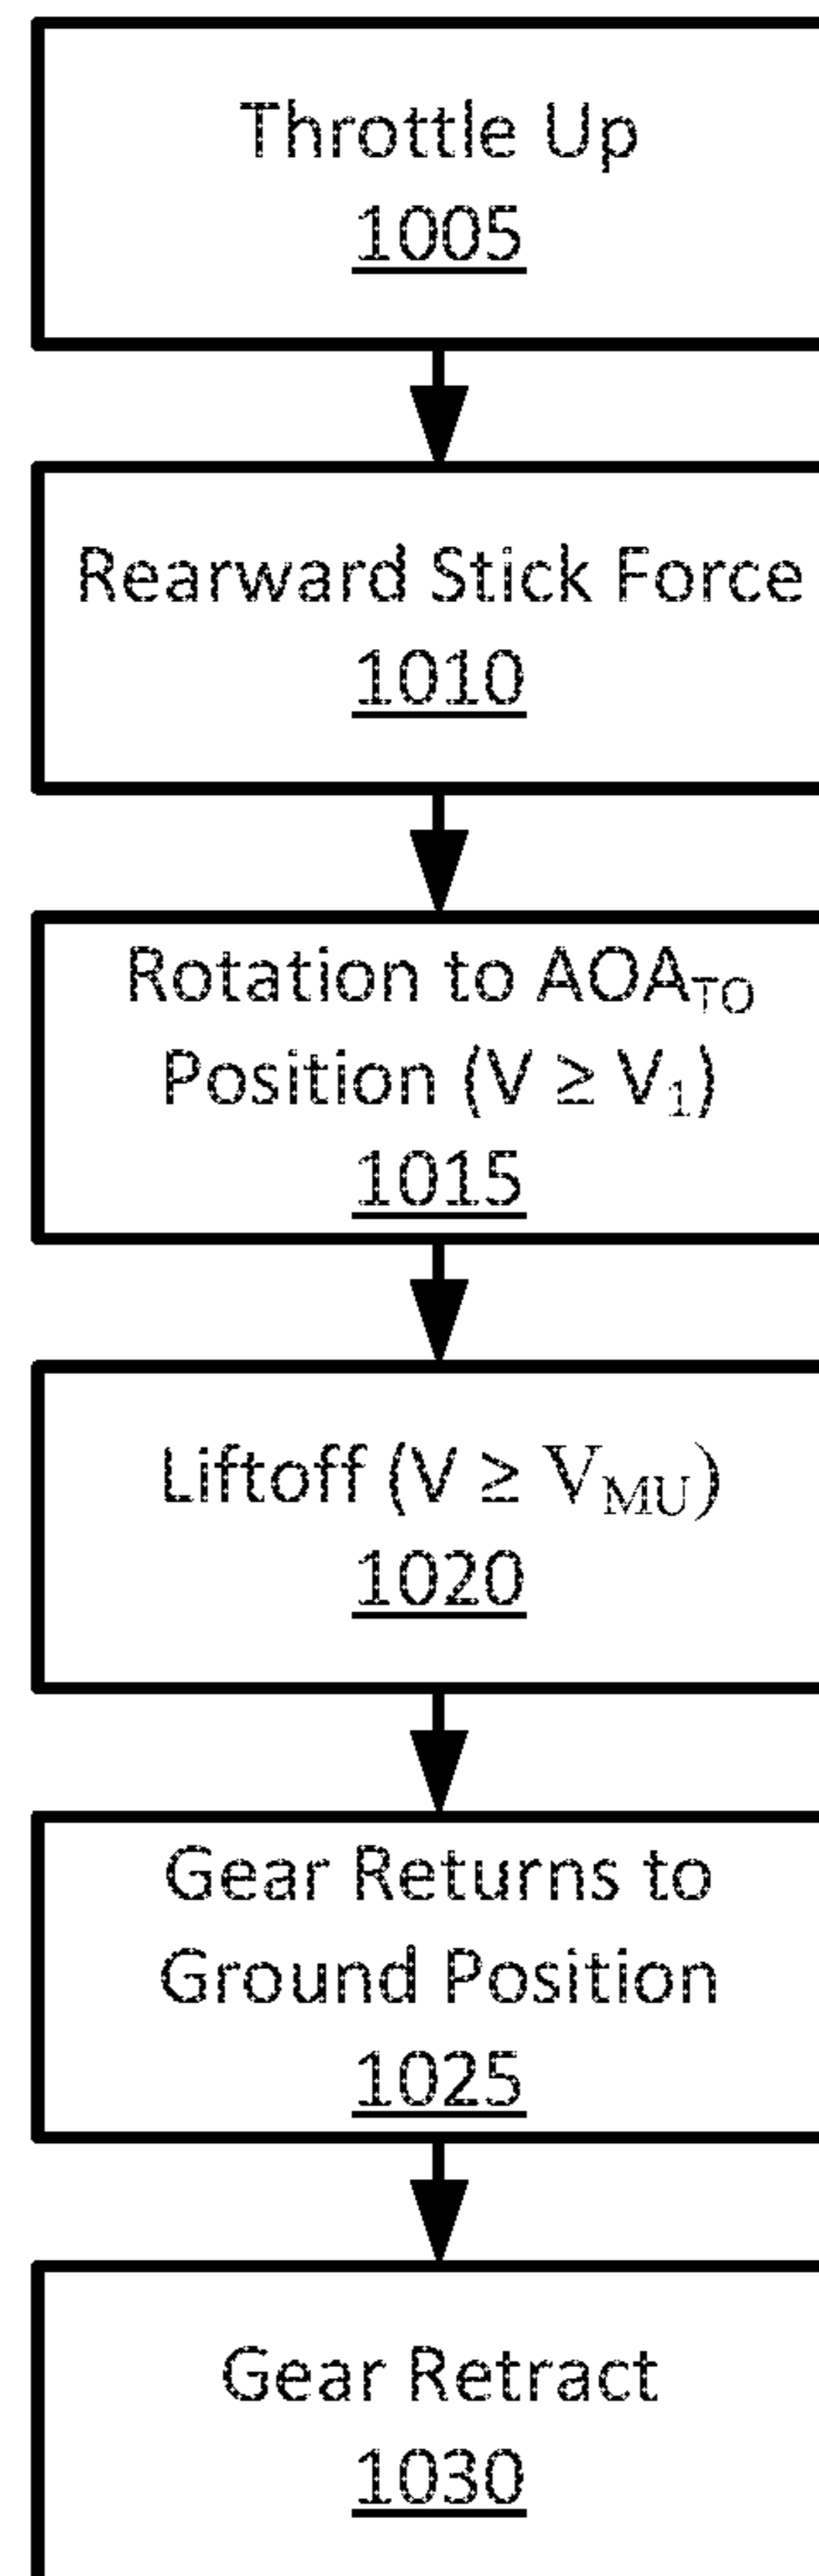 Throttle Up
1005
Rearward Stick Force
1010
Rotation to AOA_TO
Position (V ≥ V₁)
1015
Liftoff (V ≥ V_MU)
1020
Gear Returns to
Ground Position
1025
Gear Retract
1030